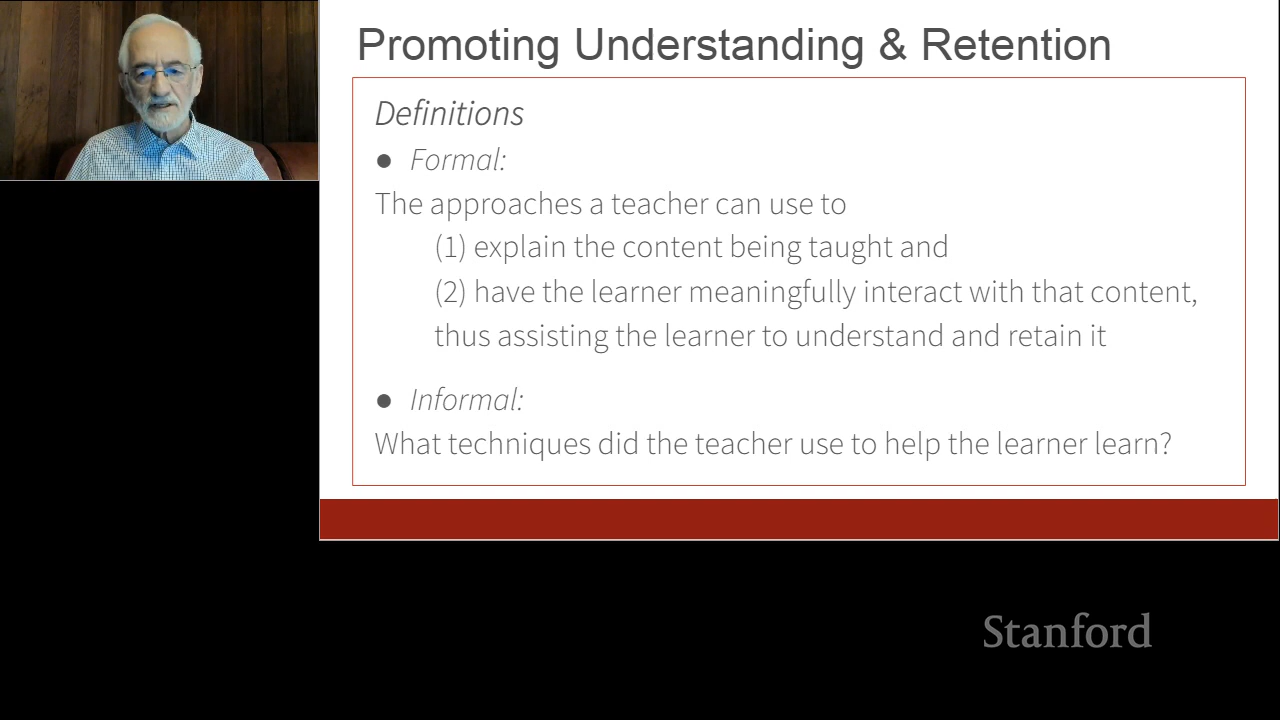 Promoting Understanding & Retention
Definitions
● Formal:
The approaches a teacher can use to
(1) explain the content being taught and
(2) have the learner meaningfully interact with that content,
thus assisting the learner to understand and retain it
● Informal:
What techniques did the teacher use to help the learner learn?
Stanford